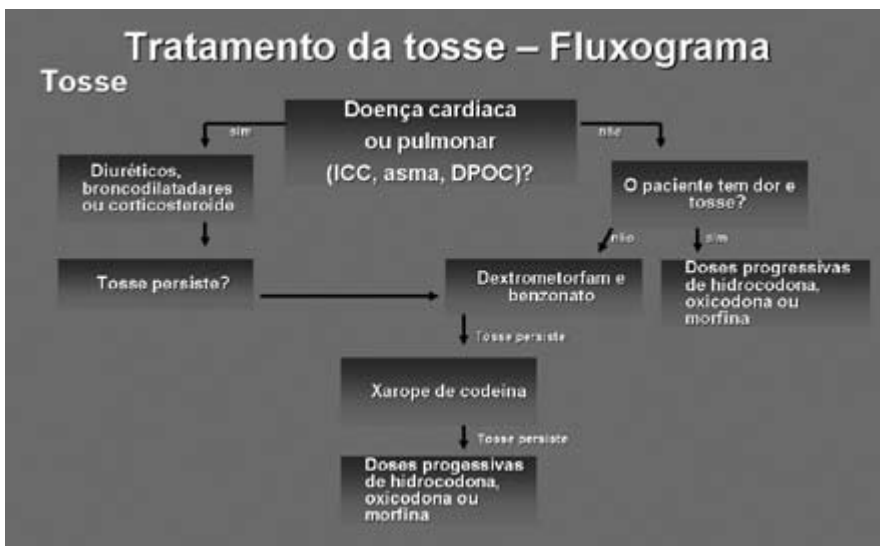 Tratamento da tosse – Fluxograma
Tosse
Doença cardíaca
ou pulmonar
(ICC, asma, DPOC)?
sim
não
Diuréticos,
broncodilatadares
ou corticosteroide
O paciente tem dor e
tosse?
não
sim
Tosse persiste?
Dextrometorfam e
benzonato
Doses progressivas
de hidrocodona,
oxicodona ou
morfina
Tosse persiste
Xarope de codeína
Tosse persiste
Doses progessivas
de hidrocodona,
oxicodona ou
morfina